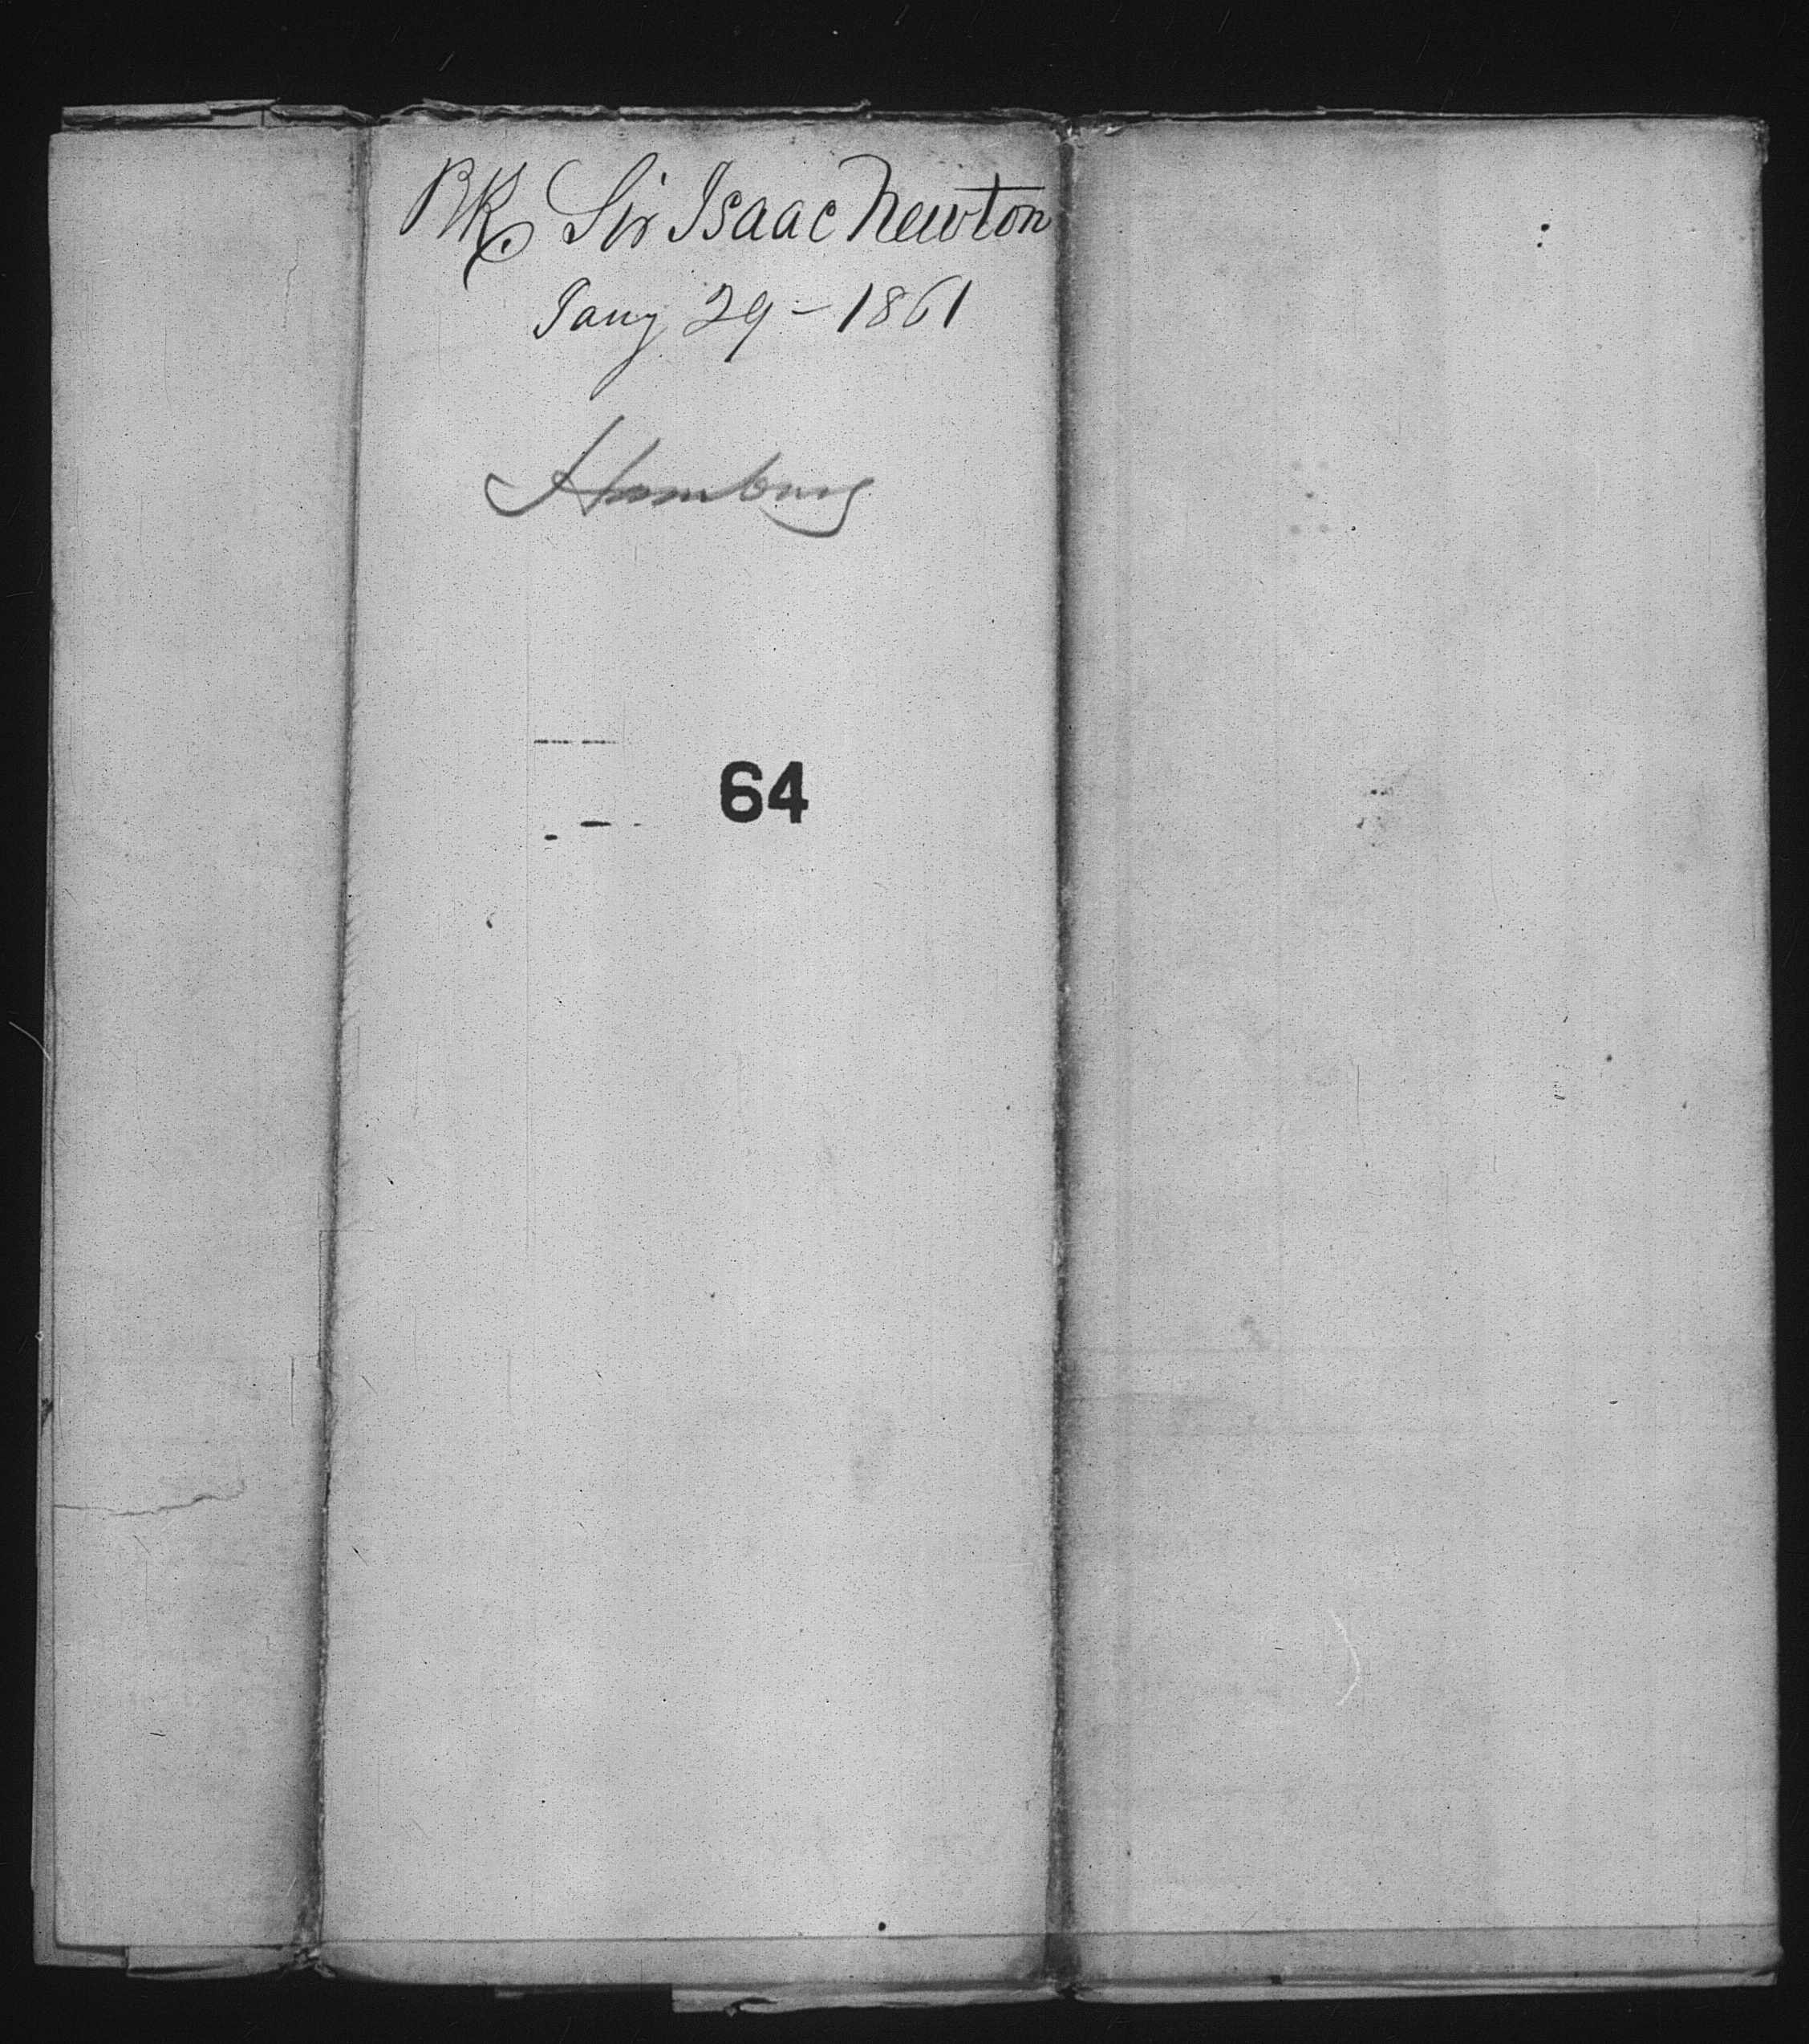 BK Sir Isaac Newton
Jany 29 - 1861
Hamburg
64